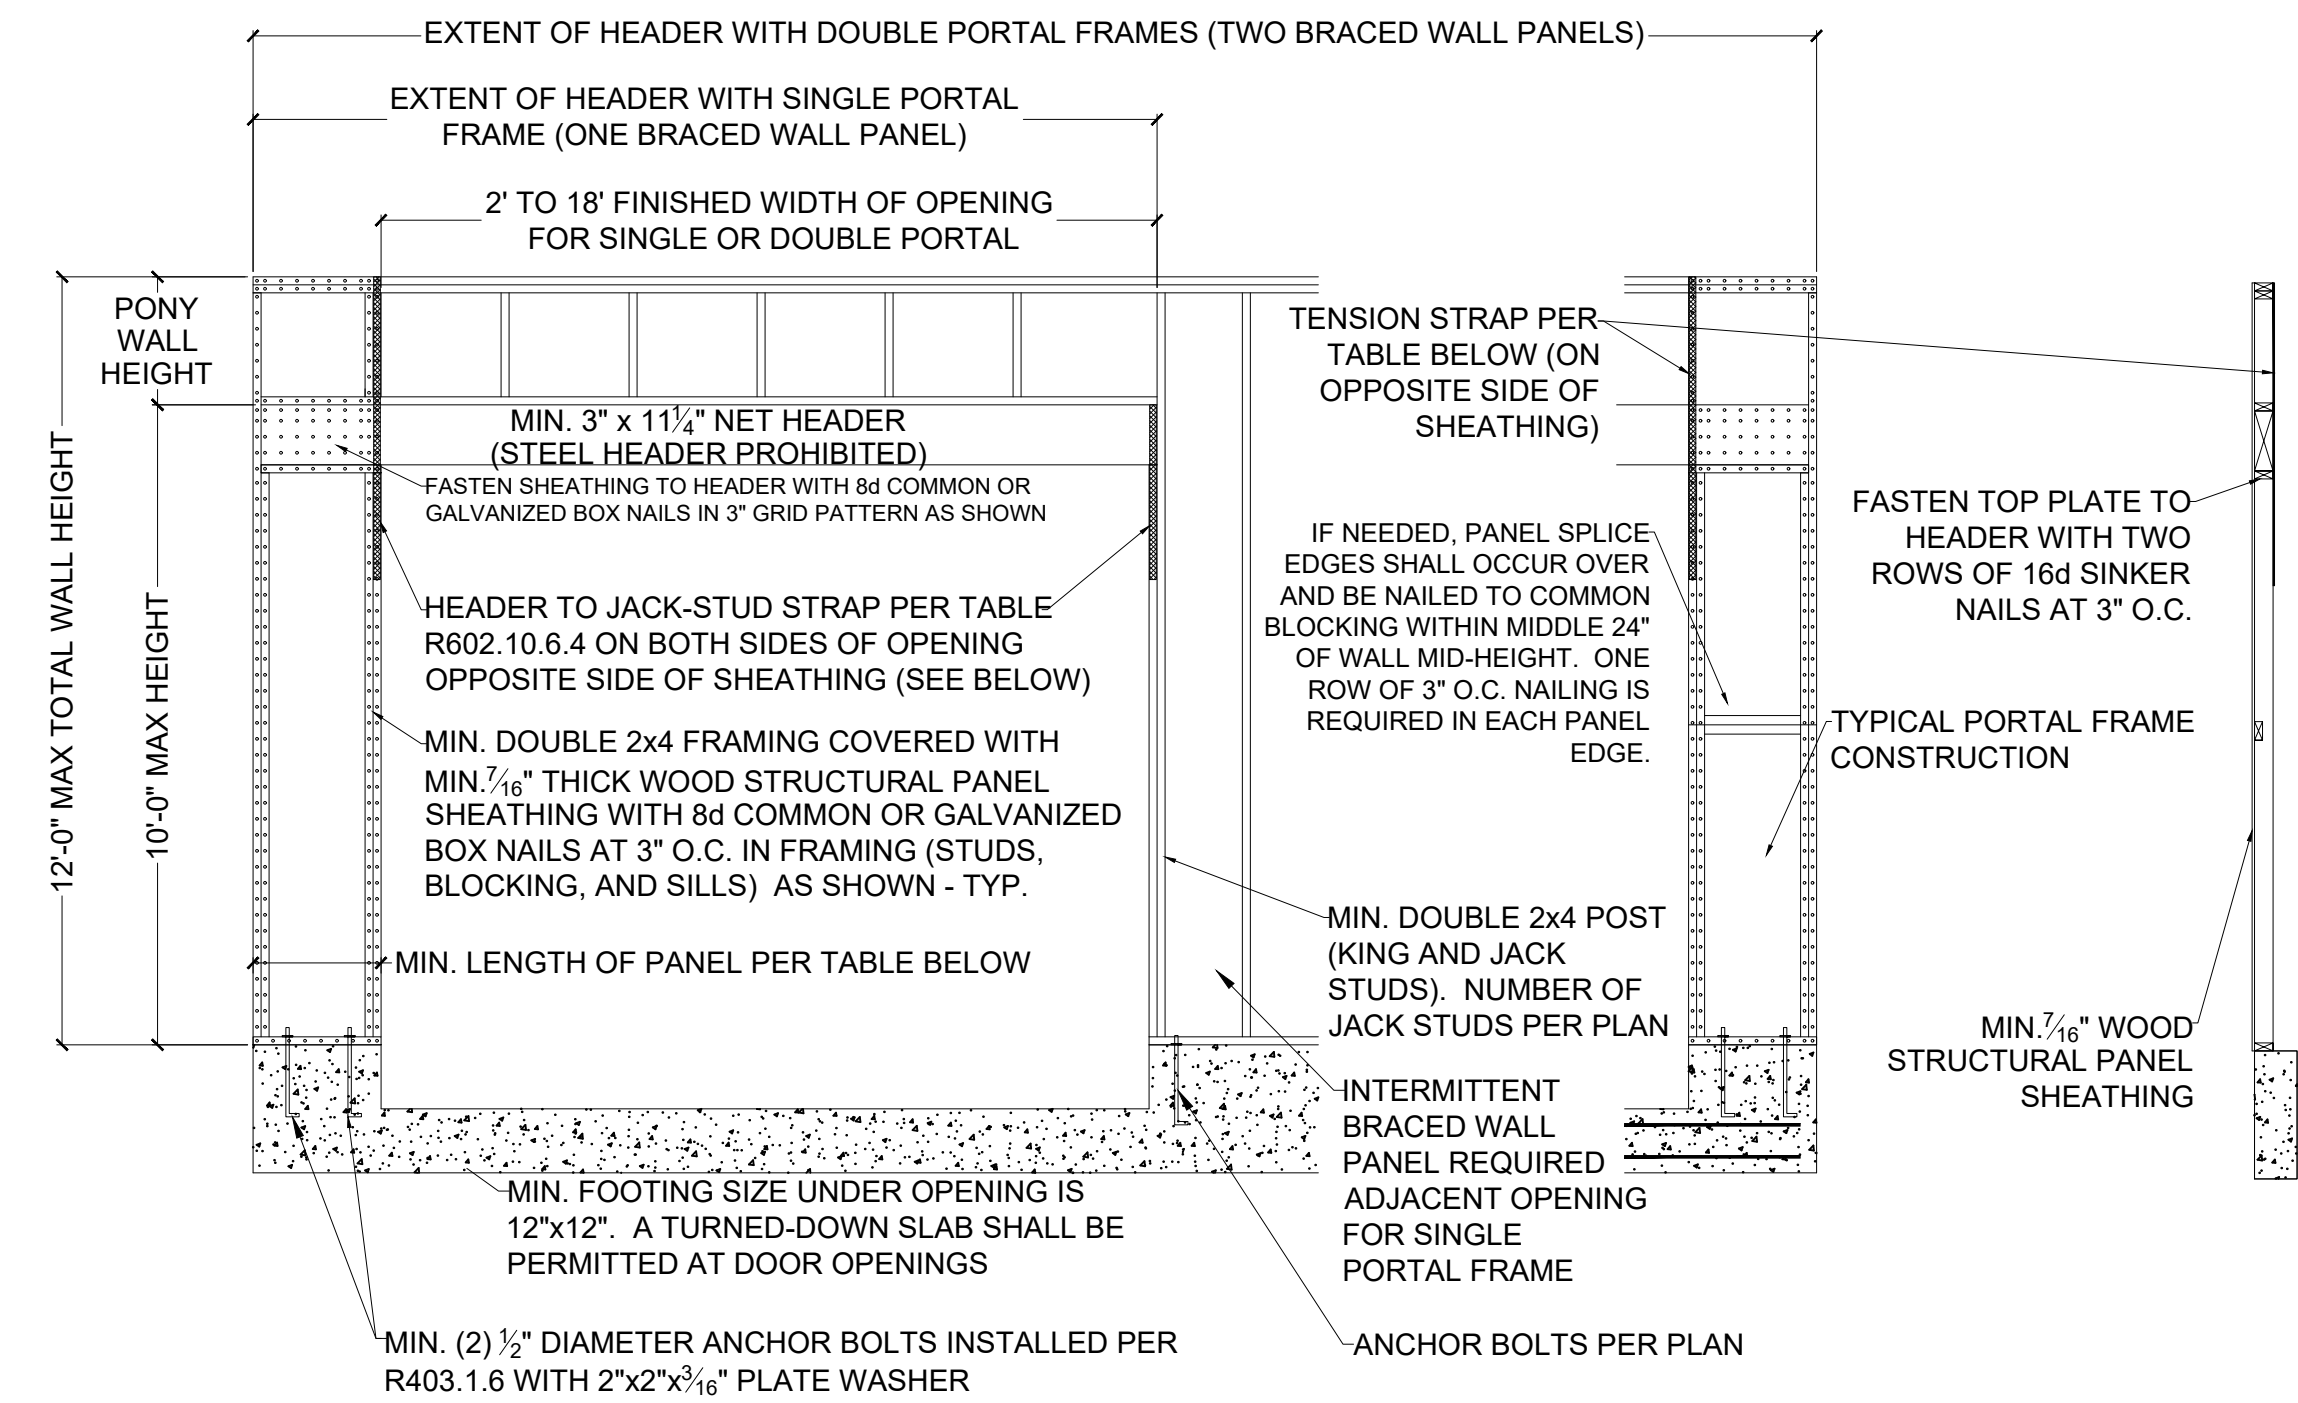 EXTENT OF HEADER WITH DOUBLE PORTAL FRAMES (TWO BRACED WALL PANELS)
EXTENT OF HEADER WITH SINGLE PORTAL
FRAME (ONE BRACED WALL PANEL)
2' TO 18' FINISHED WIDTH OF OPENING
FOR SINGLE OR DOUBLE PORTAL
PONY
WALL
HEIGHT
12'-0" MAX TOTAL WALL HEIGHT
10'-0" MAX HEIGHT
MIN. 3" x 11 1/4" NET HEADER
(STEEL HEADER PROHIBITED)
FASTEN SHEATHING TO HEADER WITH 8d COMMON OR
GALVANIZED BOX NAILS IN 3" GRID PATTERN AS SHOWN
HEADER TO JACK-STUD STRAP PER TABLE
R602.10.6.4 ON BOTH SIDES OF OPENING
OPPOSITE SIDE OF SHEATHING (SEE BELOW)
MIN. DOUBLE 2x4 FRAMING COVERED WITH
MIN. 7/16" THICK WOOD STRUCTURAL PANEL
SHEATHING WITH 8d COMMON OR GALVANIZED
BOX NAILS AT 3" O.C. IN FRAMING (STUDS,
BLOCKING, AND SILLS) AS SHOWN - TYP.
MIN. LENGTH OF PANEL PER TABLE BELOW
MIN. FOOTING SIZE UNDER OPENING IS
12"x12". A TURNED-DOWN SLAB SHALL BE
PERMITTED AT DOOR OPENINGS
MIN. (2) 1/2" DIAMETER ANCHOR BOLTS INSTALLED PER
R403.1.6 WITH 2"x2"x3/16" PLATE WASHER
TENSION STRAP PER
TABLE BELOW (ON
OPPOSITE SIDE OF
SHEATHING)
IF NEEDED, PANEL SPLICE
EDGES SHALL OCCUR OVER
AND BE NAILED TO COMMON
BLOCKING WITHIN MIDDLE 24"
OF WALL MID-HEIGHT. ONE
ROW OF 3" O.C. NAILING IS
REQUIRED IN EACH PANEL
EDGE.
MIN. DOUBLE 2x4 POST
(KING AND JACK
STUDS). NUMBER OF
JACK STUDS PER PLAN
INTERMITTENT
BRACED WALL
PANEL REQUIRED
ADJACENT OPENING
FOR SINGLE
PORTAL FRAME
ANCHOR BOLTS PER PLAN
FASTEN TOP PLATE TO
HEADER WITH TWO
ROWS OF 16d SINKER
NAILS AT 3" O.C.
TYPICAL PORTAL FRAME
CONSTRUCTION
MIN. 7/16" WOOD
STRUCTURAL PANEL
SHEATHING